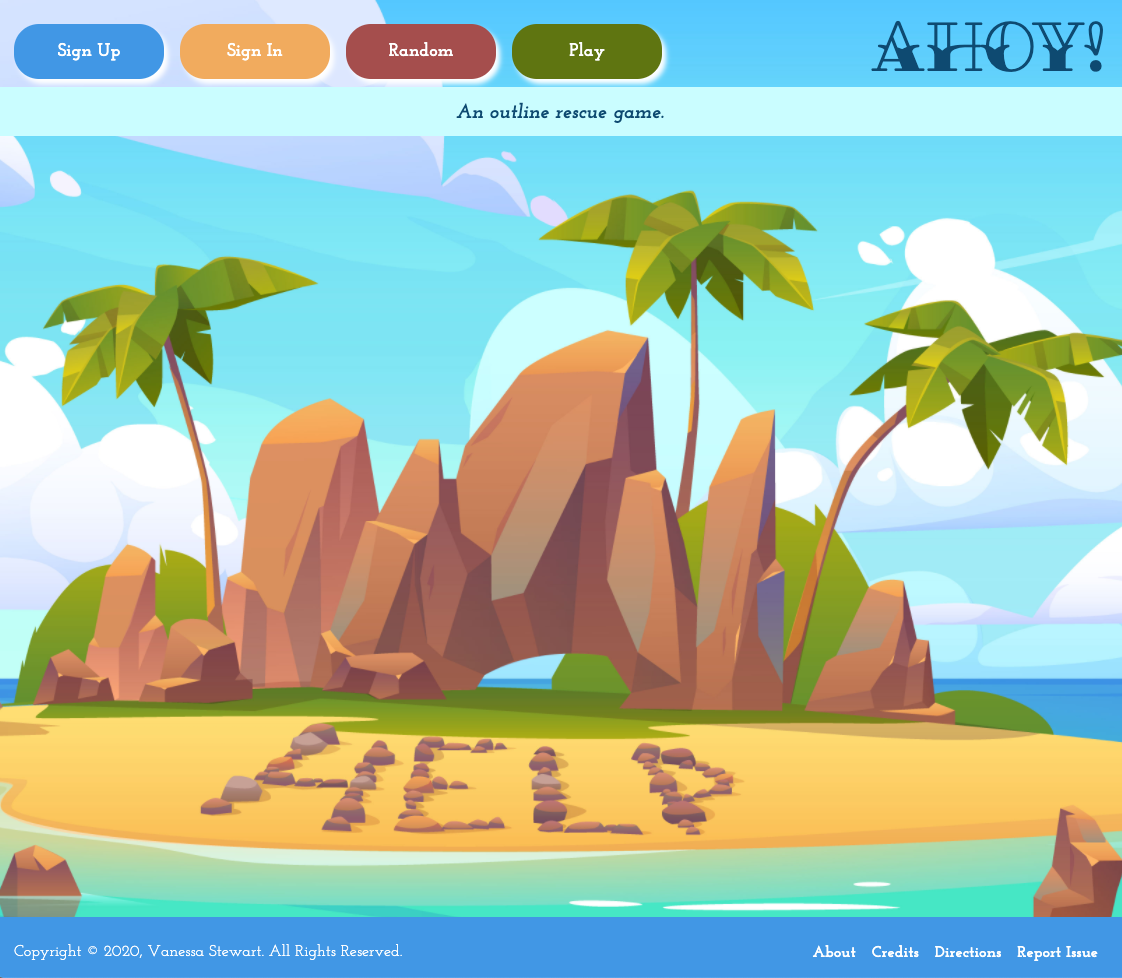 Sign Up
Sign In
Random
Play
AHOY!
An outline rescue game.
HELP
Copyright © 2020, Vanessa Stewart. All Rights Reserved.
About
Credits
Directions
Report Issue